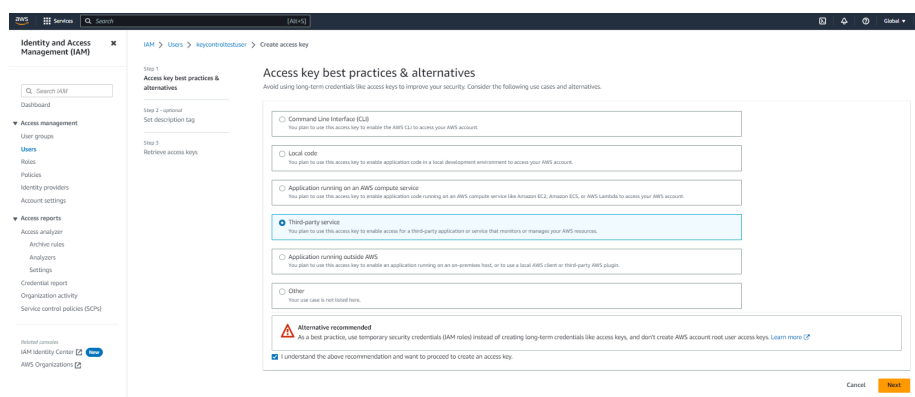 aws
Services
Search
[Alt+S]
Global
Identity and Access Management (IAM)
Search IAM
Dashboard
Access management
User groups
Users
Roles
Policies
Identity providers
Account settings
Access reports
Access analyzer
Archive rules
Analyzers
Settings
Credential report
Organization activity
Service control policies (SCPs)
Related consoles
IAM Identity Center New
AWS Organizations
IAM > Users > keycontroltestuser > Create access key
Step 1
Access key best practices &
alternatives
Step 2 - optional
Set description tag
Step 3
Retrieve access keys
Access key best practices & alternatives
Avoid using long-term credentials like access keys to improve your security. Consider the following use cases and alternatives.
Command Line Interface (CLI)
You plan to use this access key to enable the AWS CLI to access your AWS account.
Local code
You plan to use this access key to enable application code in a local development environment to access your AWS account.
Application running on an AWS compute service
You plan to use this access key to enable application code running on an AWS compute service like Amazon EC2, Amazon ECS, or AWS Lambda to access your AWS account.
Third-party service
You plan to use this access key to enable access for a third-party application or service that monitors or manages your AWS resources.
Application running outside AWS
You plan to use this access key to enable an application running on an on-premises host, or to use a local AWS client or third-party AWS plugin.
Other
Your use case is not listed here.
Alternative recommended
As a best practice, use temporary security credentials (IAM roles) instead of creating long-term credentials like access keys, and don't create AWS account root user access keys. Learn more
I understand the above recommendation and want to proceed to create an access key.
Cancel
Next